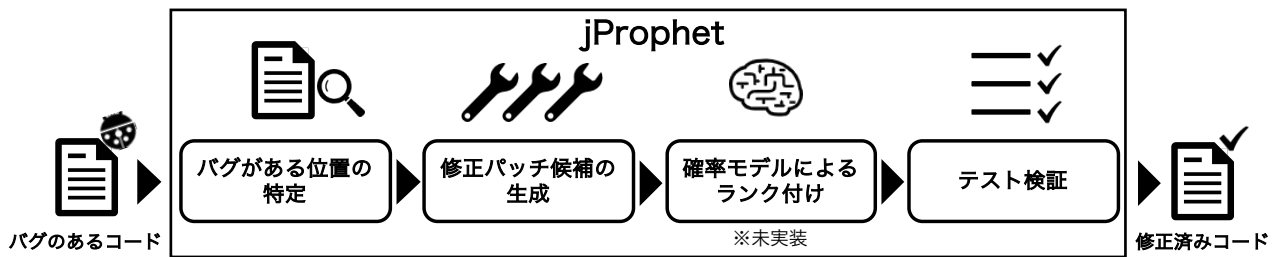 jProphet
バグがある位置の
特定
修正パッチ候補の
生成
確率モデルによる
ランク付け
※未実装
テスト検証
バグのあるコード
修正済みコード